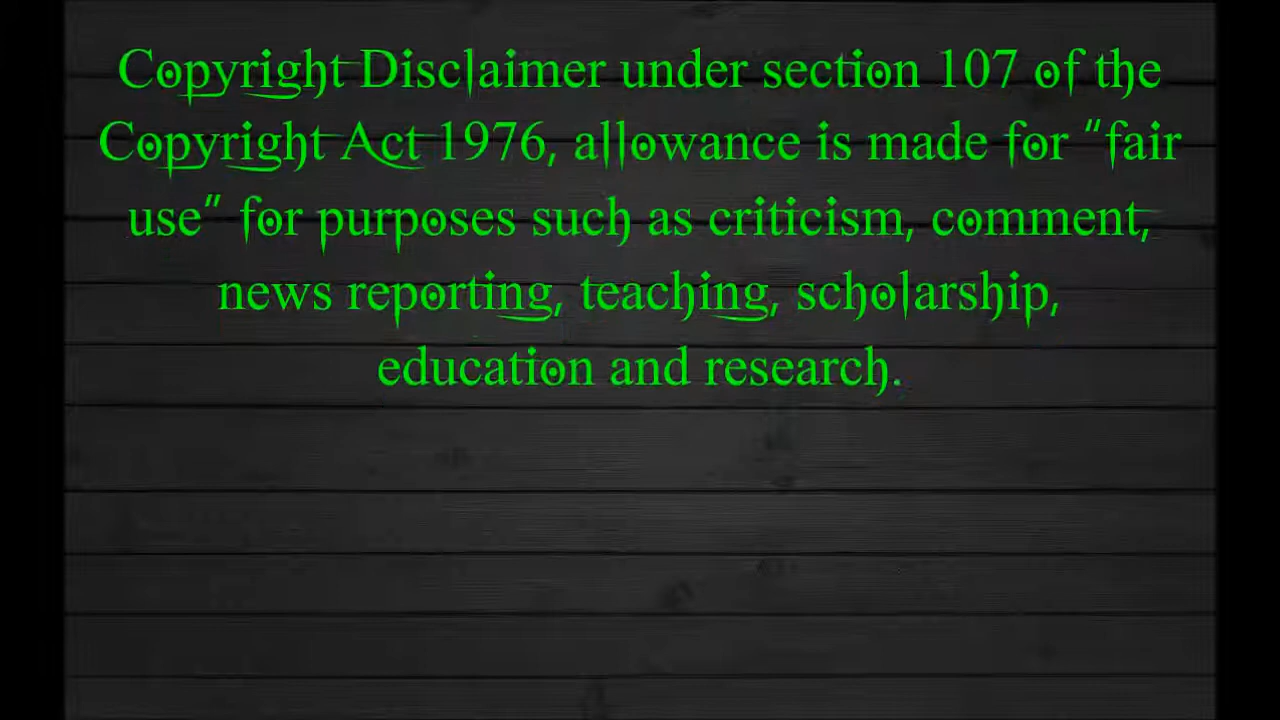 Copyright Disclaimer under section 107 of the
Copyright Act 1976, allowance is made for “fair
use” for purposes such as criticism, comment,
news reporting, teaching, scholarship,
education and research.